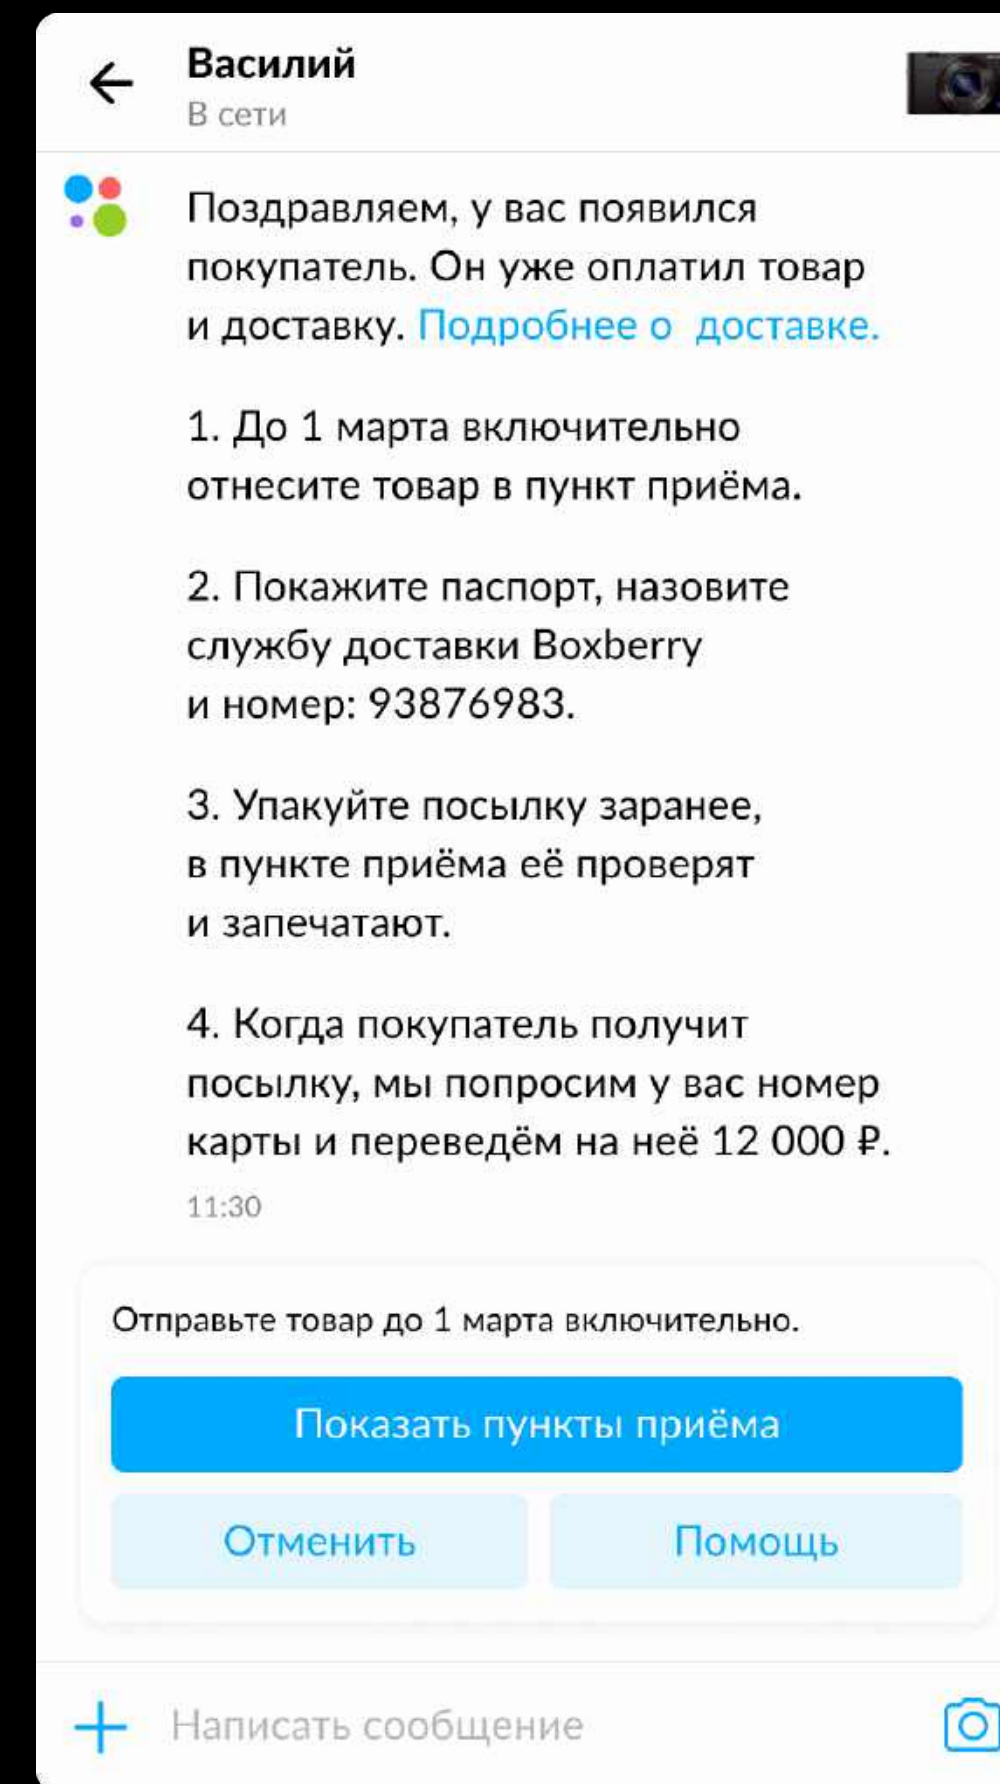 Василий
В сети
Поздравляем, у вас появился
покупатель. Он уже оплатил товар
и доставку. Подробнее о доставке.
1. До 1 марта включительно
отнесите товар в пункт приёма.
2. Покажите паспорт, назовите
службу доставки Boxberry
и номер: 93876983.
3. Упакуйте посылку заранее,
в пункте приёма её проверят
и запечатают.
4. Когда покупатель получит
посылку, мы попросим у вас номер
карты и переведём на неё 12 000 ₽.
11:30
Отправьте товар до 1 марта включительно.
Показать пункты приёма
Отменить Помощь
Написать сообщение